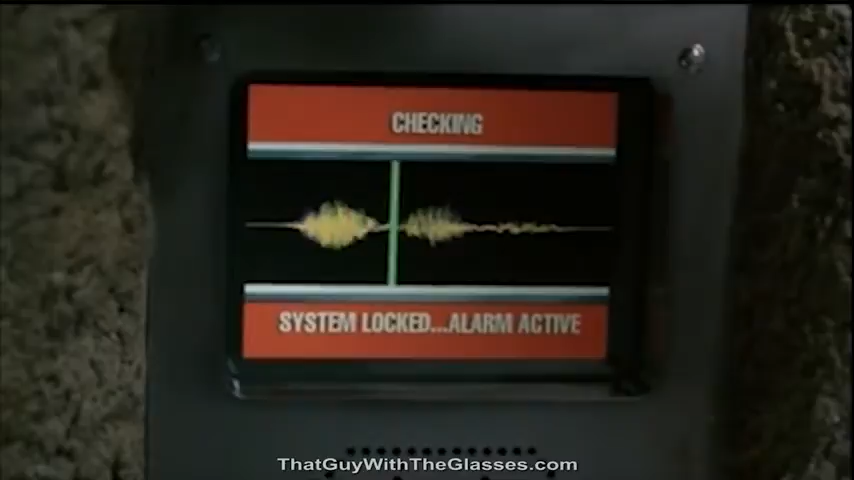 CHECKING
SYSTEM LOCKED...ALARM ACTIVE
ThatGuyWithTheGlasses.com